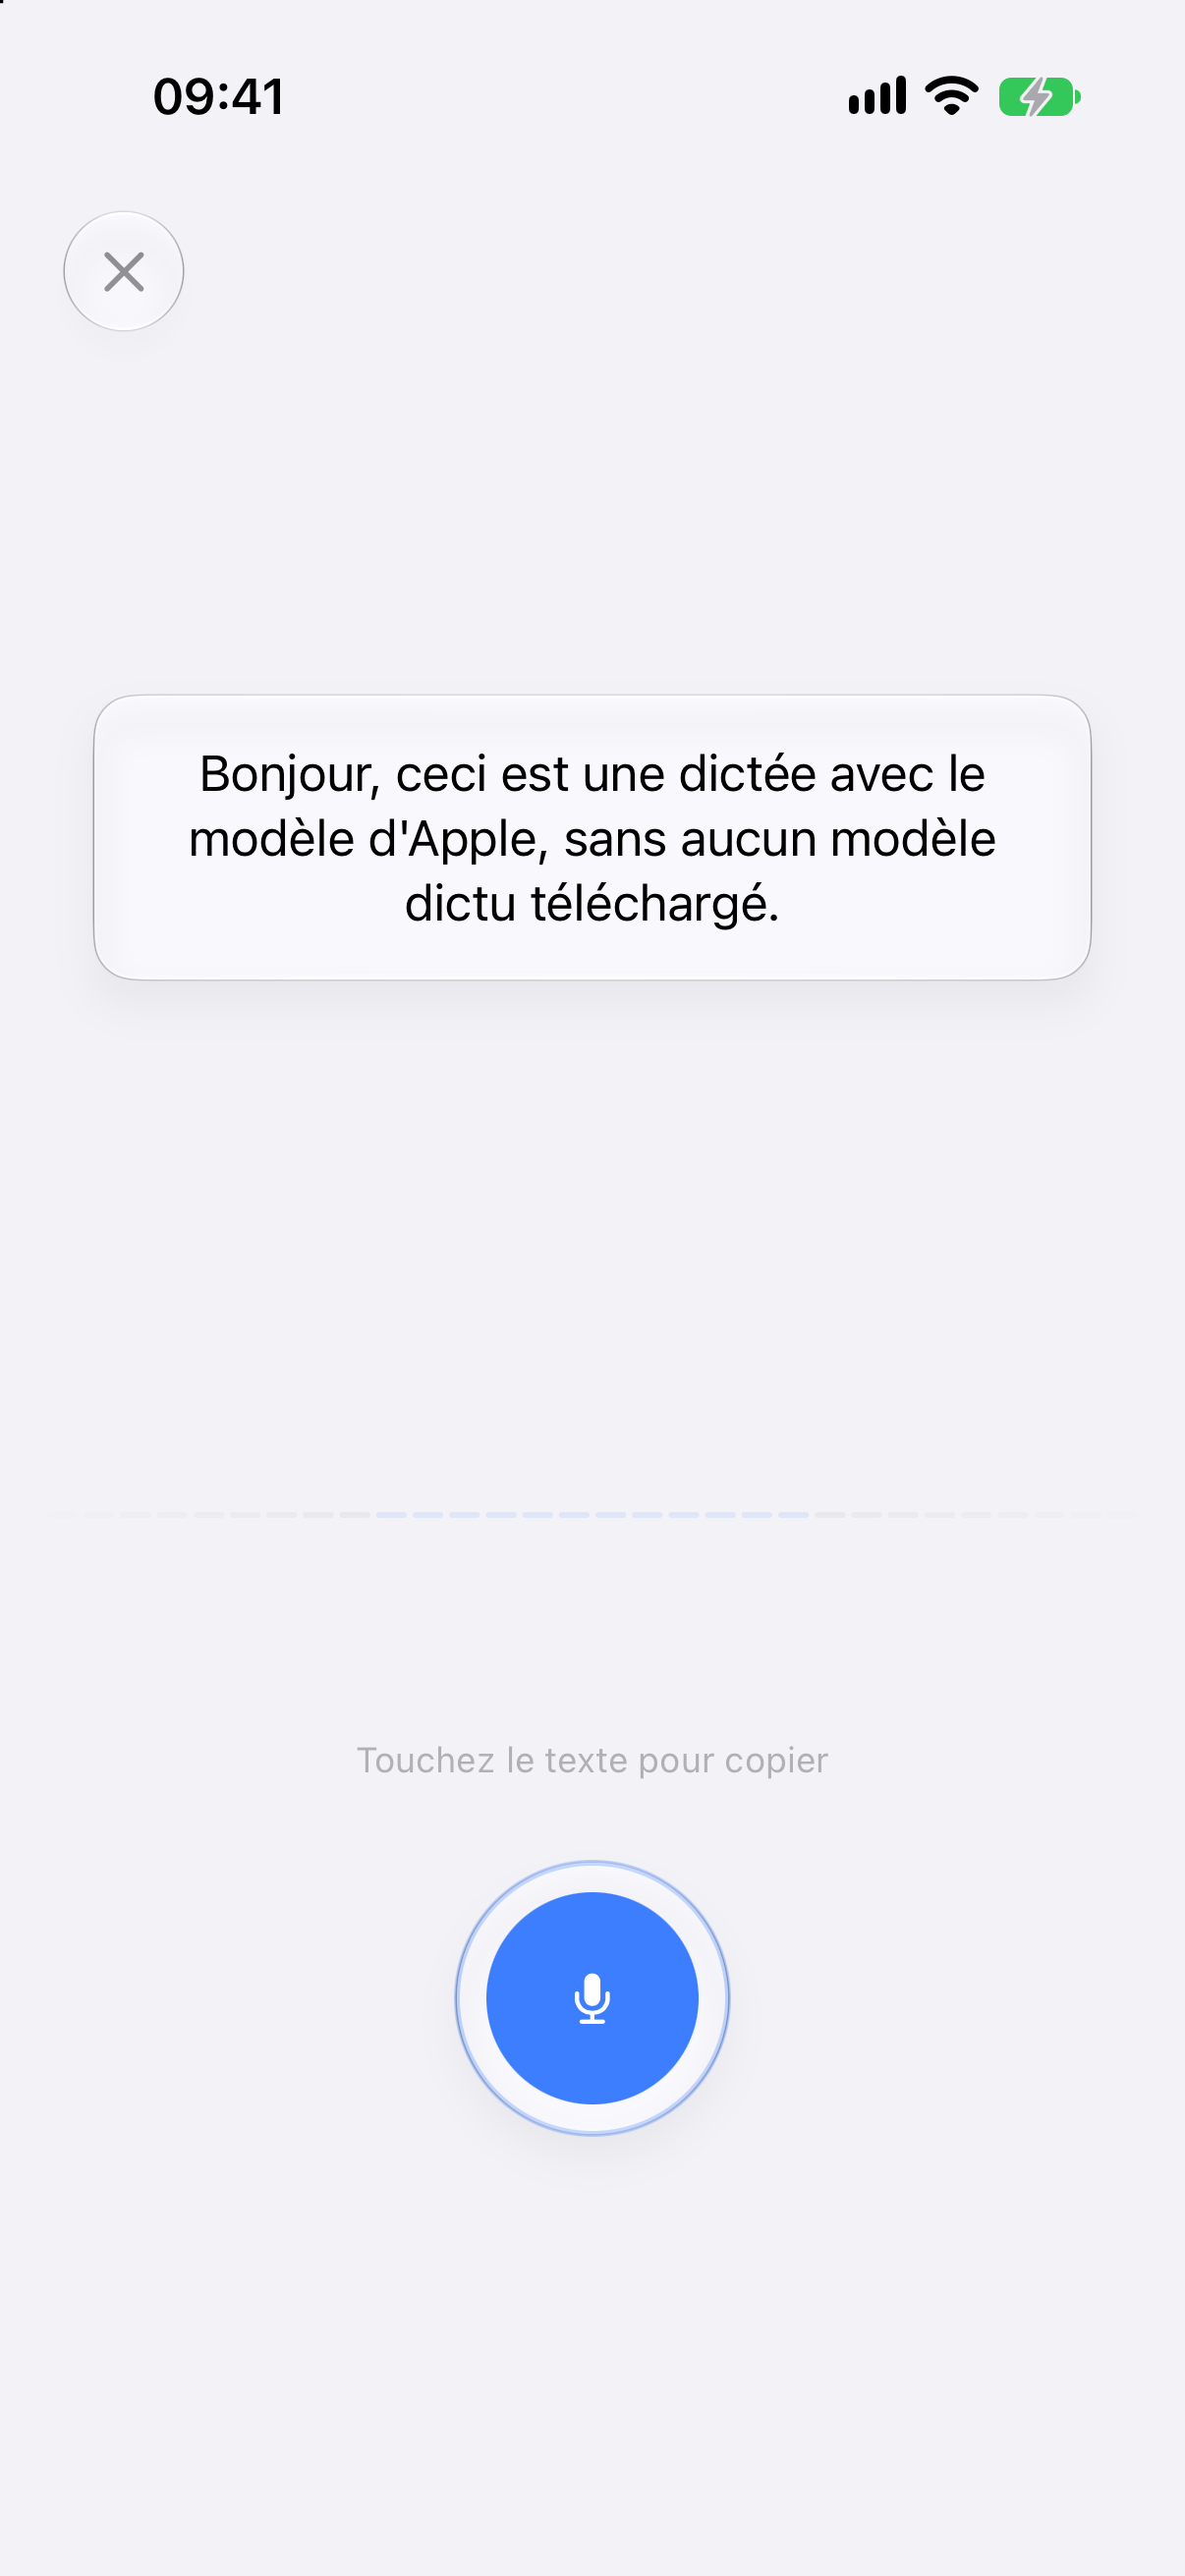 09:41
Bonjour, ceci est une dictée avec le
modèle d'Apple, sans aucun modèle
dictu téléchargé.
Touchez le texte pour copier